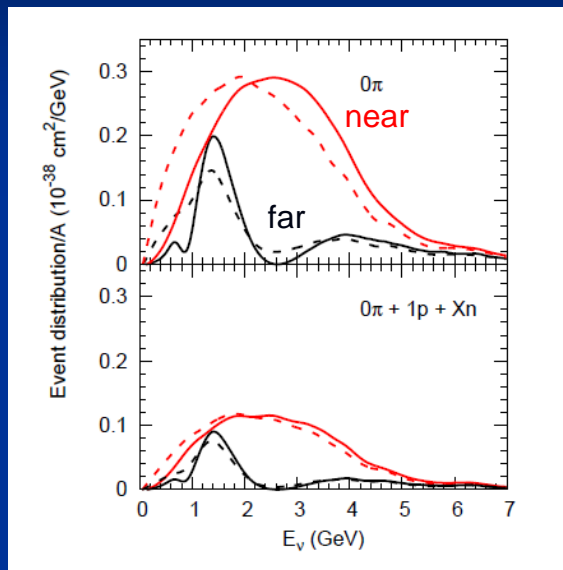 Event distribution/A (10⁻³⁸ cm²/GeV)
0.3
0.2
0.1
0
0π
near
far
0.3
0.2
0.1
0
0π + 1p + Xn
0 1 2 3 4 5 6 7
Eν (GeV)